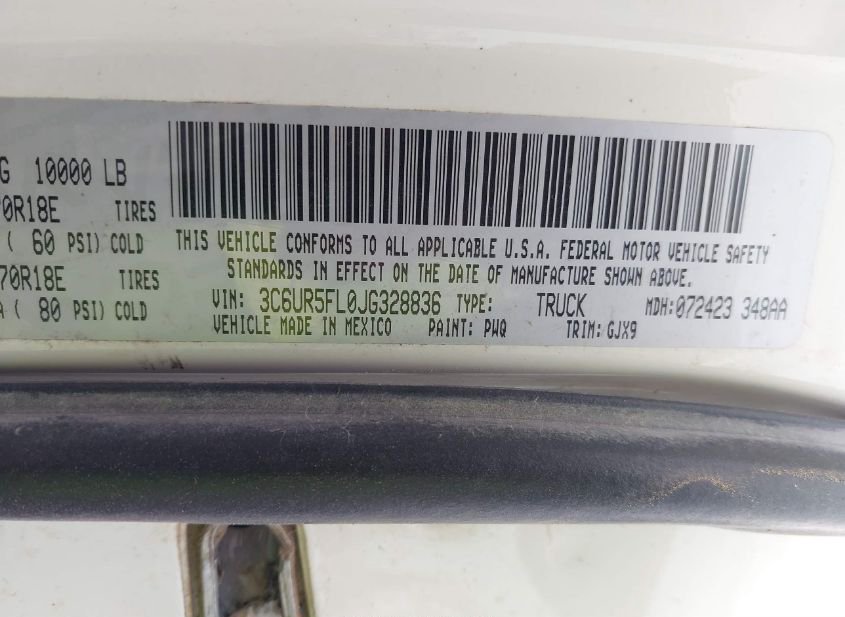 G 10000 LB
70R18E TIRES
( 60 PSI) COLD
70R18E TIRES
A ( 80 PSI) COLD
THIS VEHICLE CONFORMS TO ALL APPLICABLE U.S.A. FEDERAL MOTOR VEHICLE SAFETY
STANDARDS IN EFFECT ON THE DATE OF MANUFACTURE SHOWN ABOVE.
VIN: 3C6UR5FL0JG328836 TYPE: TRUCK MDH:072423 348AA
VEHICLE MADE IN MEXICO PAINT: PWQ TRIM: GJX9